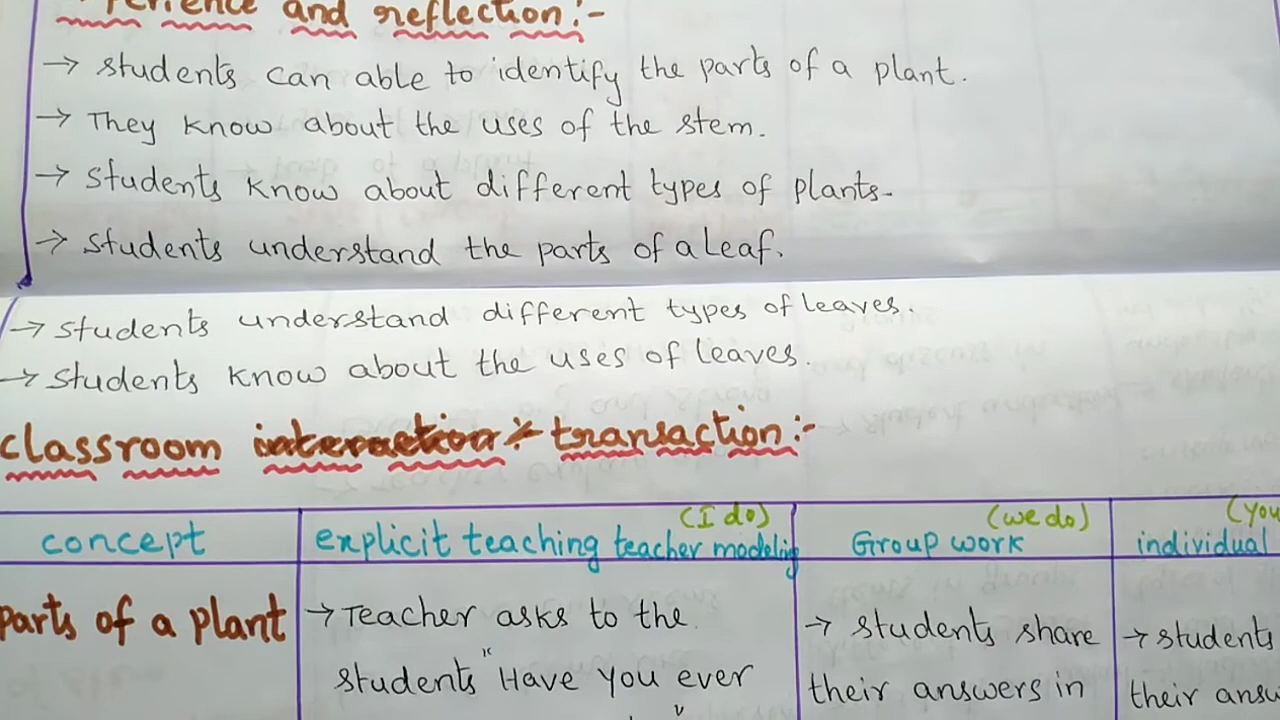 and reflection:-
→ students can able to identify the parts of a plant.
→ They know about the uses of the stem.
→ students know about different types of plants.
→ students understand the parts of a leaf.
→ students understand different types of leaves.
→ students know about the uses of leaves.
classroom interaction :- transaction:-
concept explicit teaching teacher modeling (I do) Group work (we do) individual (you
parts of a plant
→ Teacher asks to the
students "Have you ever
→ students share
their answers in
→ students
their answ